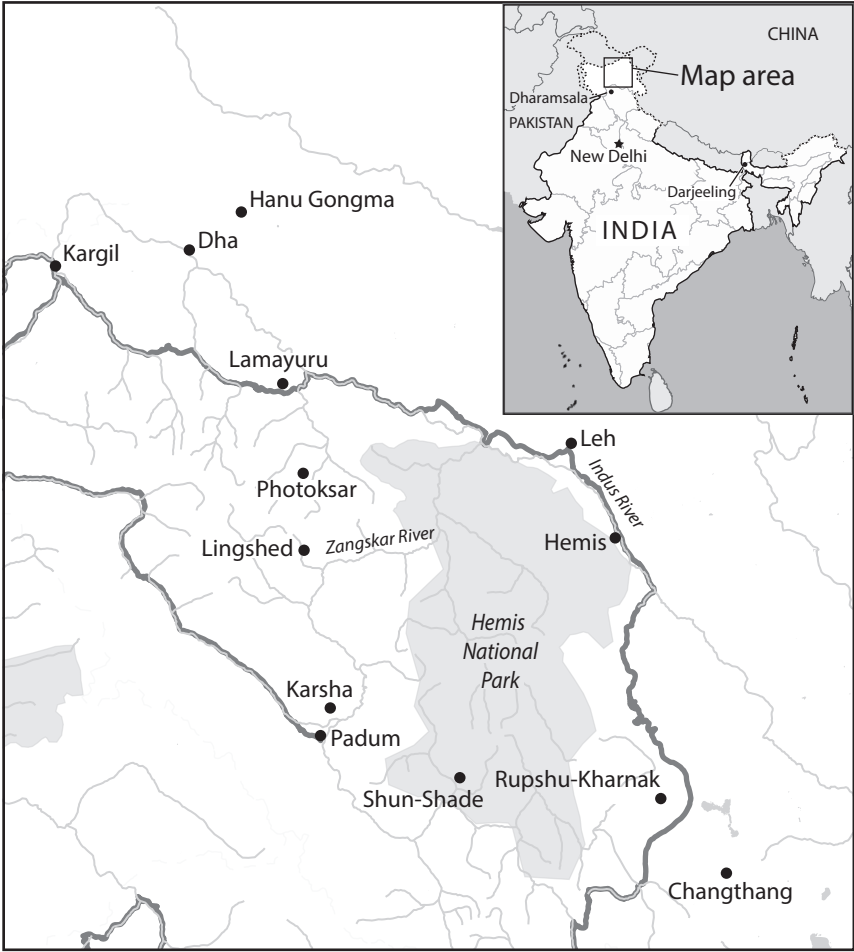 CHINA
Map area
Dharamsala
PAKISTAN
New Delhi
Darjeeling
INDIA
Hanu Gongma
Dha
Kargil
Lamayuru
Leh
Indus River
Photoksar
Lingshed
Zangskar River
Hemis
Hemis
National
Park
Karsha
Padum
Rupshu-Kharnak
Shun-Shade
Changthang